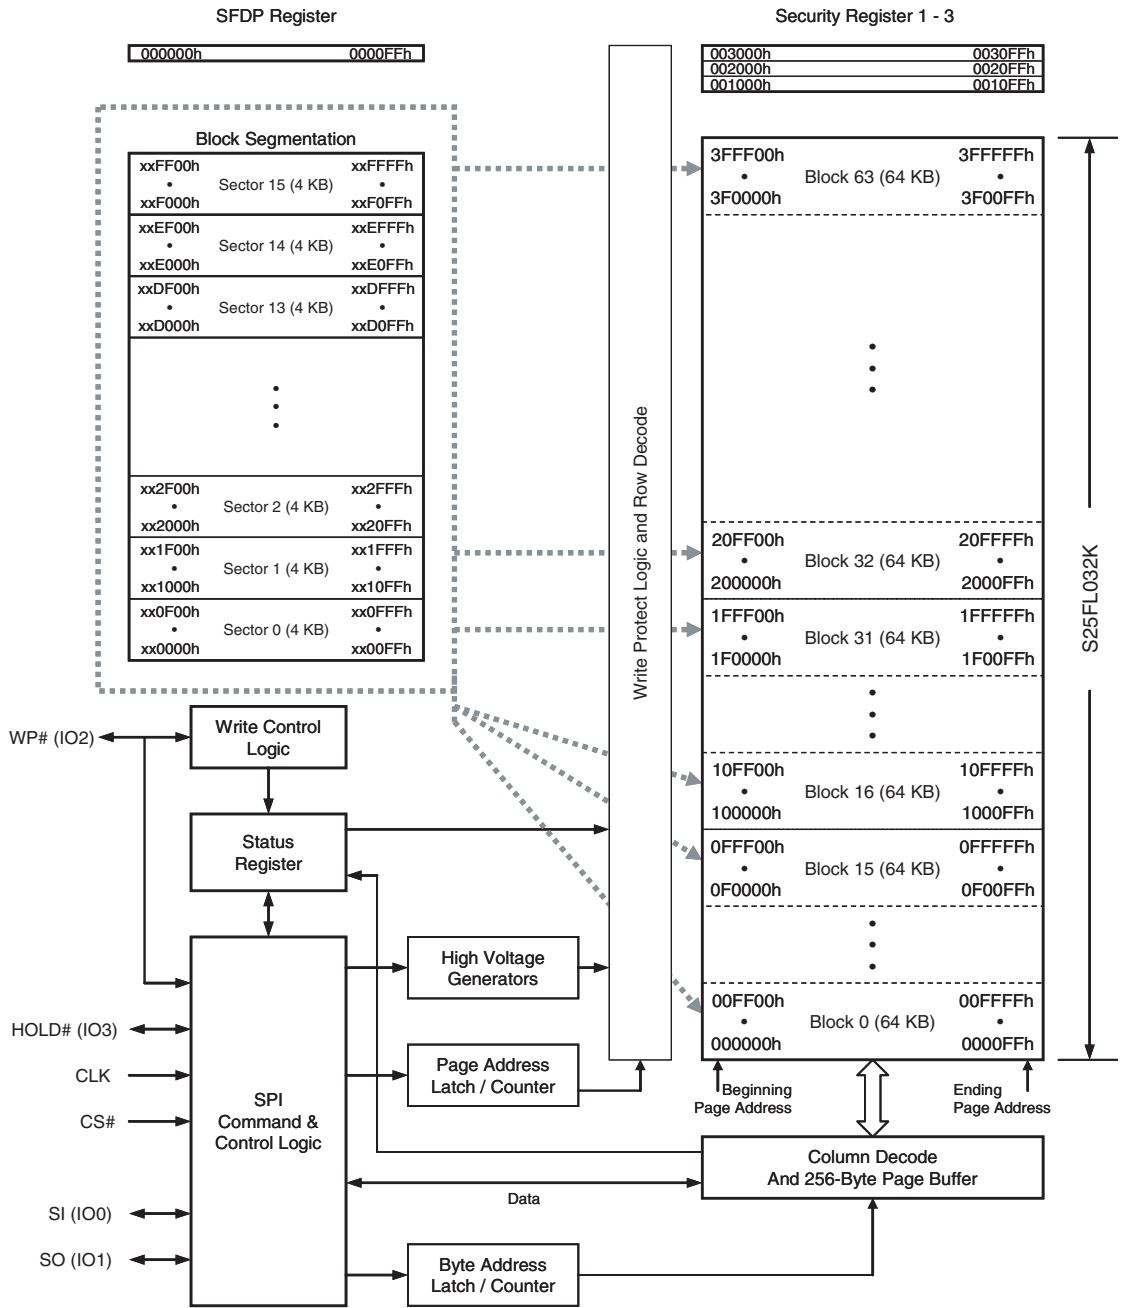 SFDP Register
000000h 0000FFh
Block Segmentation
xxFF00h xxFFFFh
Sector 15 (4 KB)
xxF000h xxF0FFh
xxEF00h xxEFFFh
Sector 14 (4 KB)
xxE000h xxE0FFh
xxDF00h xxDFFFh
Sector 13 (4 KB)
xxD000h xxD0FFh
xx2F00h xx2FFFh
Sector 2 (4 KB)
xx2000h xx20FFh
xx1F00h xx1FFFh
Sector 1 (4 KB)
xx1000h xx10FFh
xx0F00h xx0FFFh
Sector 0 (4 KB)
xx0000h xx00FFh
Write Protect Logic and Row Decode
Security Register 1 - 3
003000h 0030FFh
002000h 0020FFh
001000h 0010FFh
3FFF00h 3FFFFFh
Block 63 (64 KB)
3F0000h 3F00FFh
20FF00h 20FFFFh
Block 32 (64 KB)
200000h 2000FFh
1FFF00h 1FFFFFh
Block 31 (64 KB)
1F0000h 1F00FFh
10FF00h 10FFFFh
Block 16 (64 KB)
100000h 1000FFh
0FFF00h 0FFFFFh
Block 15 (64 KB)
0F0000h 0F00FFh
00FF00h 00FFFFh
Block 0 (64 KB)
000000h 0000FFh
S25FL032K
Beginning
Page Address
Ending
Page Address
WP# (IO2)
Write Control
Logic
Status
Register
HOLD# (IO3)
CLK
CS#
SI (IO0)
SO (IO1)
SPI
Command &
Control Logic
High Voltage
Generators
Page Address
Latch / Counter
Column Decode
And 256-Byte Page Buffer
Data
Byte Address
Latch / Counter